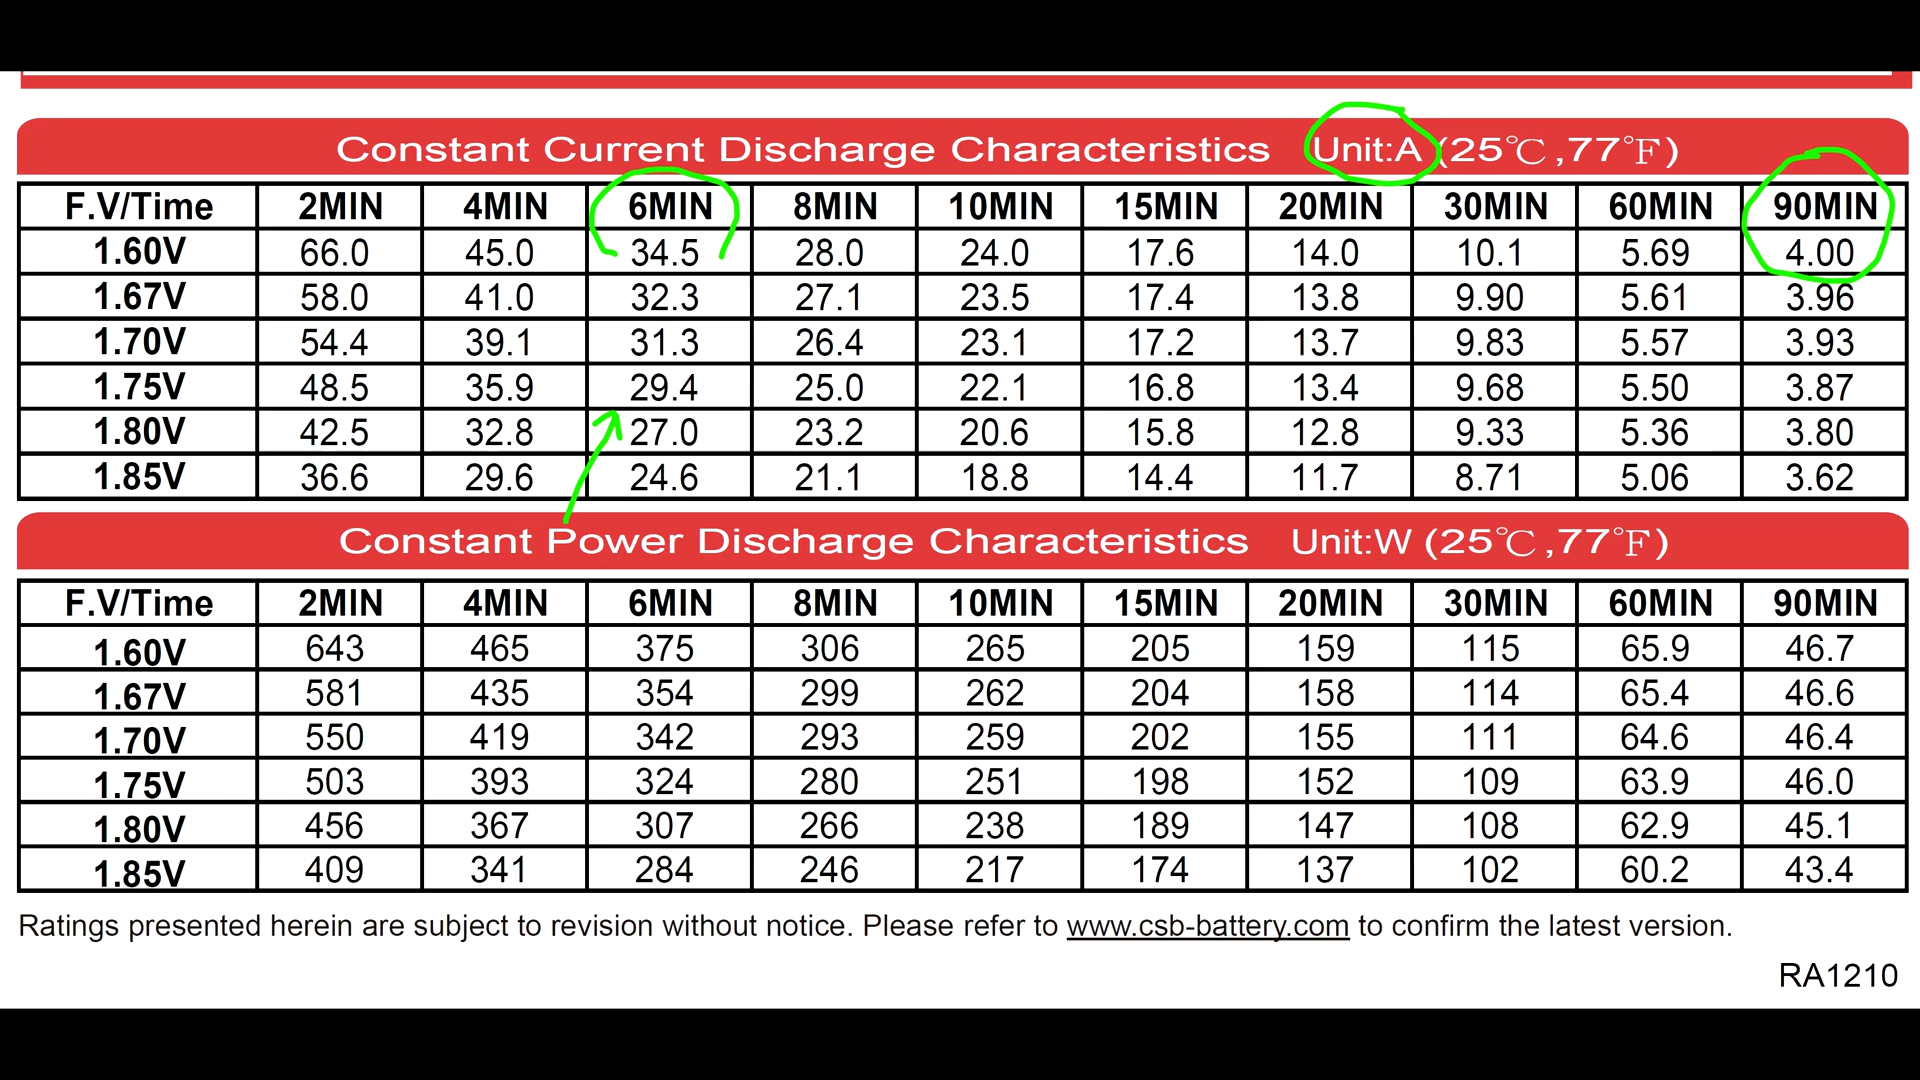 Constant Current Discharge Characteristics Unit:A (25℃,77℉)
F.V/Time 2MIN 4MIN 6MIN 8MIN 10MIN 15MIN 20MIN 30MIN 60MIN 90MIN
1.60V 66.0 45.0 34.5 28.0 24.0 17.6 14.0 10.1 5.69 4.00
1.67V 58.0 41.0 32.3 27.1 23.5 17.4 13.8 9.90 5.61 3.96
1.70V 54.4 39.1 31.3 26.4 23.1 17.2 13.7 9.83 5.57 3.93
1.75V 48.5 35.9 29.4 25.0 22.1 16.8 13.4 9.68 5.50 3.87
1.80V 42.5 32.8 27.0 23.2 20.6 15.8 12.8 9.33 5.36 3.80
1.85V 36.6 29.6 24.6 21.1 18.8 14.4 11.7 8.71 5.06 3.62
Constant Power Discharge Characteristics Unit:W (25℃,77℉)
F.V/Time 2MIN 4MIN 6MIN 8MIN 10MIN 15MIN 20MIN 30MIN 60MIN 90MIN
1.60V 643 465 375 306 265 205 159 115 65.9 46.7
1.67V 581 435 354 299 262 204 158 114 65.4 46.6
1.70V 550 419 342 293 259 202 155 111 64.6 46.4
1.75V 503 393 324 280 251 198 152 109 63.9 46.0
1.80V 456 367 307 266 238 189 147 108 62.9 45.1
1.85V 409 341 284 246 217 174 137 102 60.2 43.4
Ratings presented herein are subject to revision without notice. Please refer to www.csb-battery.com to confirm the latest version.
RA1210